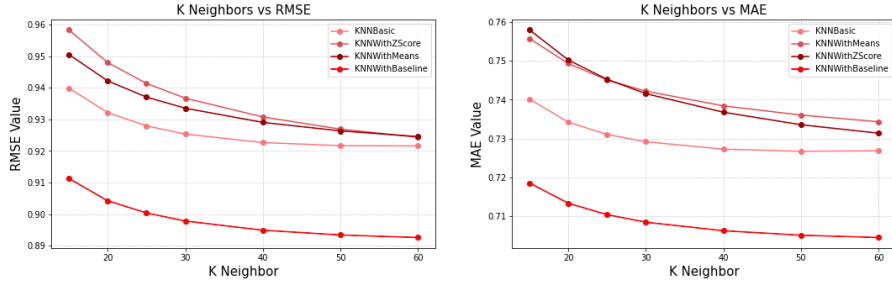 K Neighbors vs RMSE
RMSE Value
0.96
0.95
0.94
0.93
0.92
0.91
0.90
0.89
KNNBasic
KNNWithZScore
KNNWithMeans
KNNWithBaseline
20
30
40
50
60
K Neighbor
K Neighbors vs MAE
MAE Value
0.76
0.75
0.74
0.73
0.72
0.71
KNNBasic
KNNWithMeans
KNNWithZScore
KNNWithBaseline
20
30
40
50
60
K Neighbor